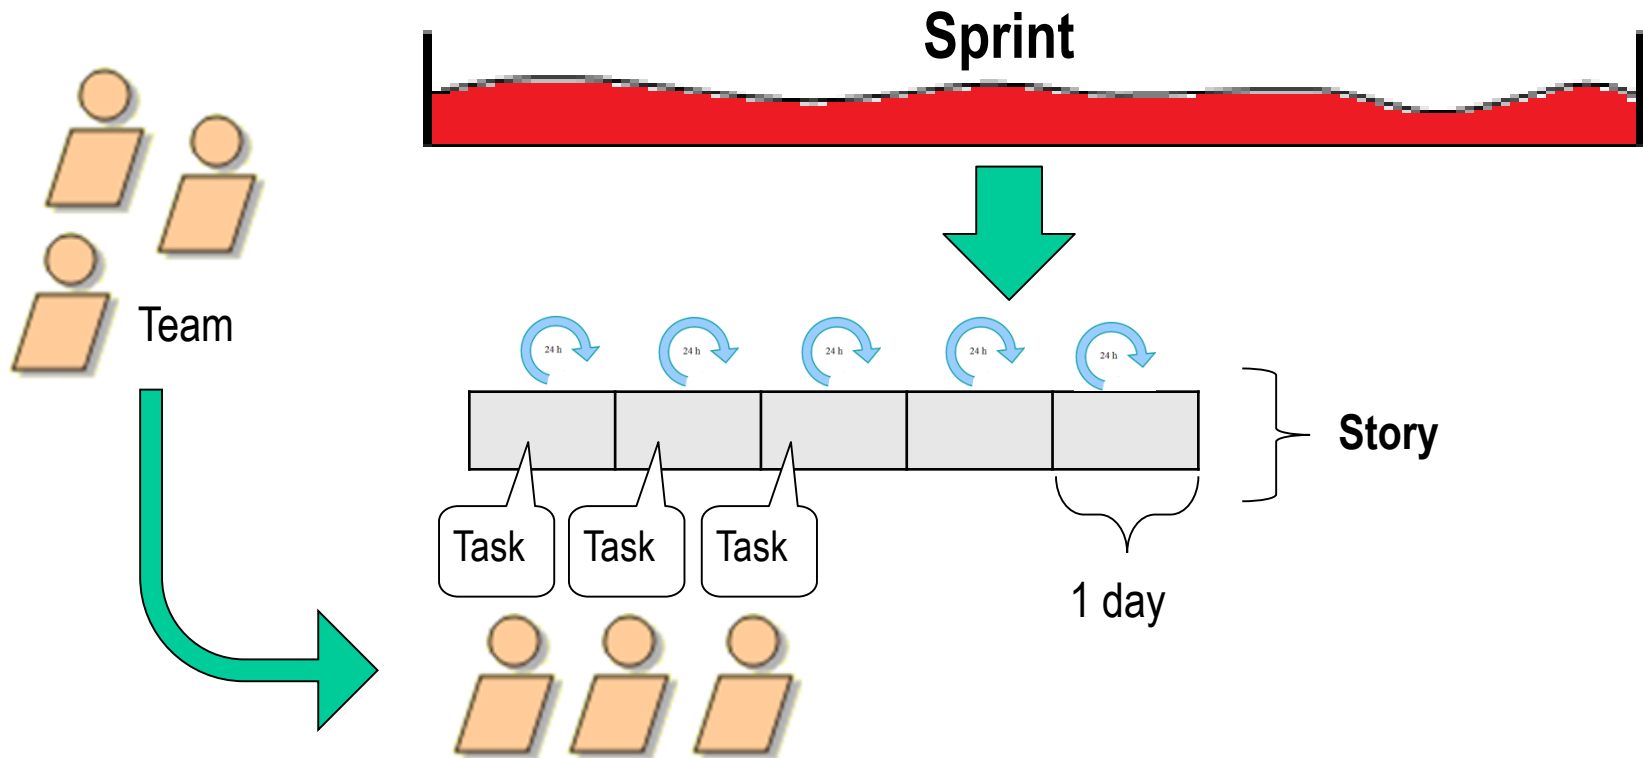 Sprint
Team
24 h
24 h
24 h
24 h
24 h
Story
Task
Task
Task
1 day